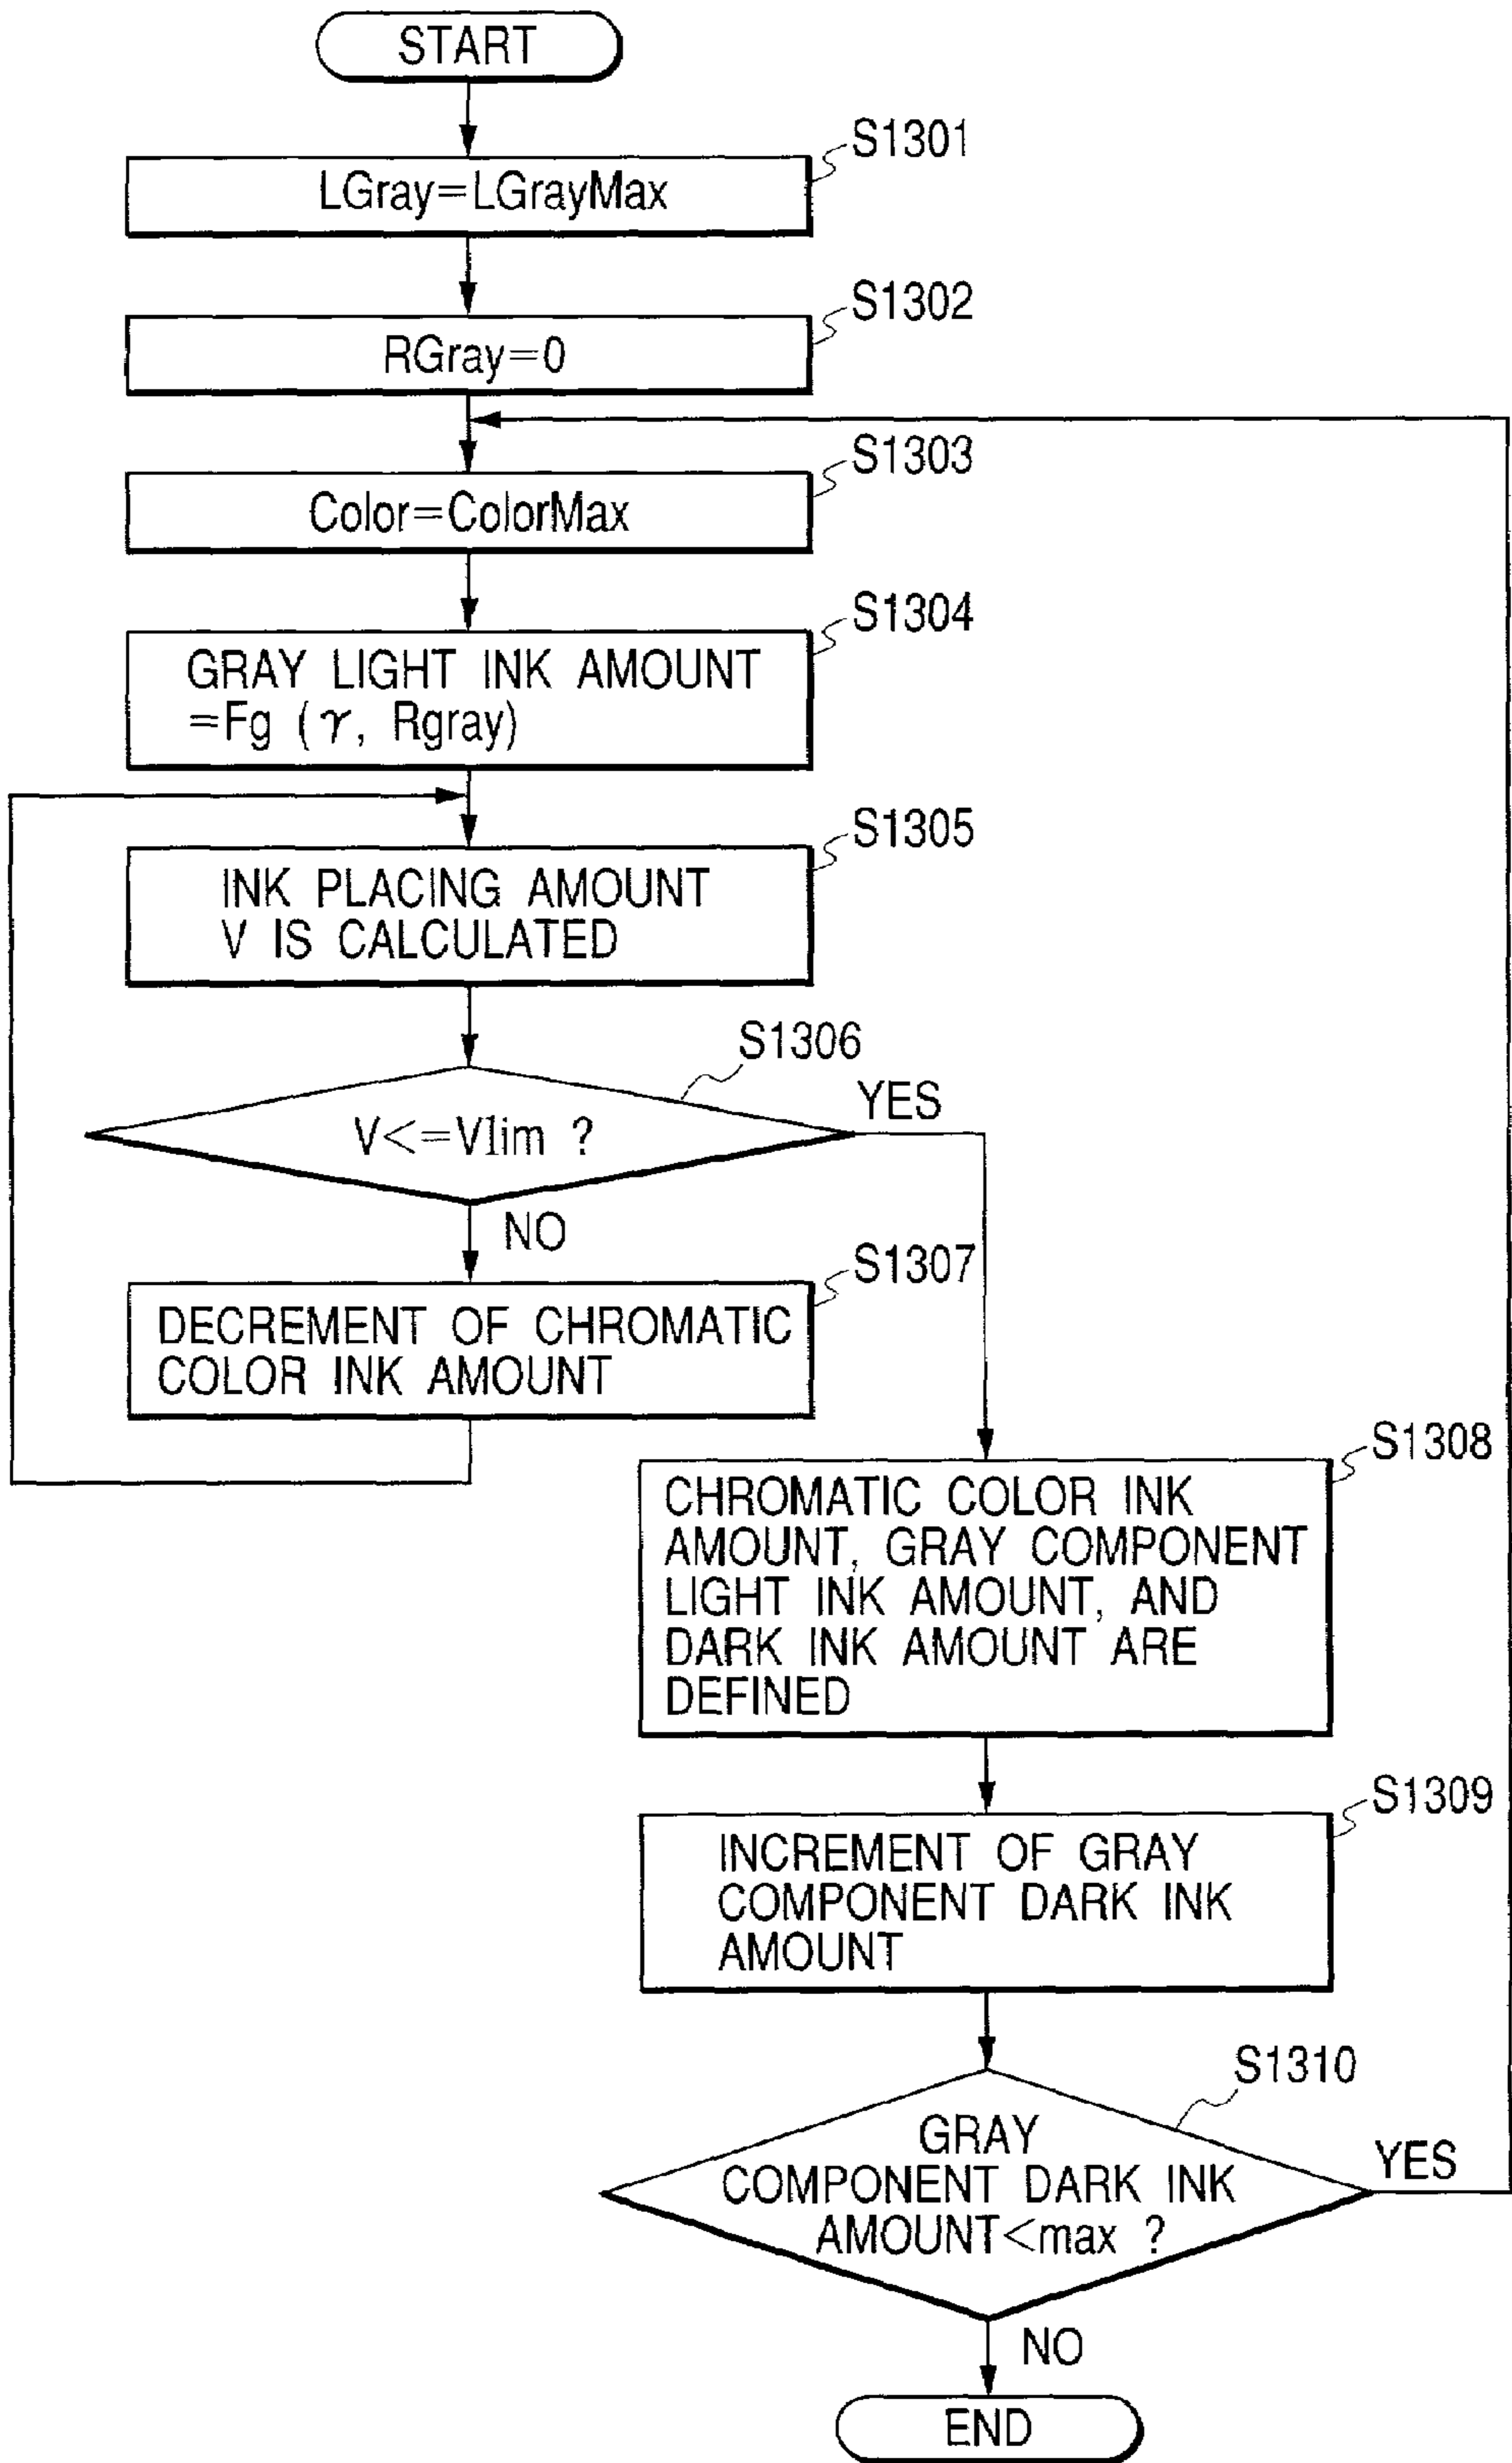 START
S1301
LGray=LGrayMax
S1302
RGray=0
S1303
Color=ColorMax
S1304
GRAY LIGHT INK AMOUNT
=Fg (γ, Rgray)
S1305
INK PLACING AMOUNT
V IS CALCULATED
S1306
V<=Vlim ?
YES
NO
S1307
DECREMENT OF CHROMATIC
COLOR INK AMOUNT
S1308
CHROMATIC COLOR INK
AMOUNT, GRAY COMPONENT
LIGHT INK AMOUNT, AND
DARK INK AMOUNT ARE
DEFINED
S1309
INCREMENT OF GRAY
COMPONENT DARK INK
AMOUNT
S1310
GRAY
COMPONENT DARK INK
AMOUNT<max ?
YES
NO
END